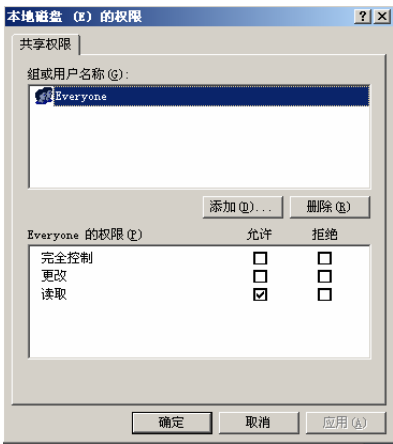 本地磁盘 (E) 的权限
共享权限
组或用户名称(G):
Everyone
添加(D)... 删除(R)
Everyone 的权限(P) 允许 拒绝
完全控制
更改
读取
确定 取消 应用(A)